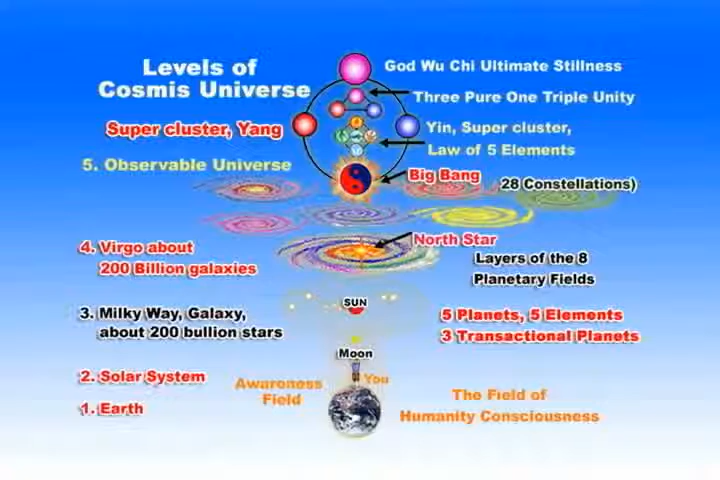 Levels of
Cosmis Universe
God Wu Chi Ultimate Stillness
Three Pure One Triple Unity
Super cluster, Yang
Yin, Super cluster,
Law of 5 Elements
5. Observable Universe
Big Bang
28 Constellations)
North Star
4. Virgo about
200 Billion galaxies
Layers of the 8
Planetary Fields
SUN
3. Milky Way, Galaxy,
about 200 bullion stars
5 Planets, 5 Elements
3 Transactional Planets
Moon
2. Solar System
You
Awareness
Field
1. Earth
The Field of
Humanity Consciousness